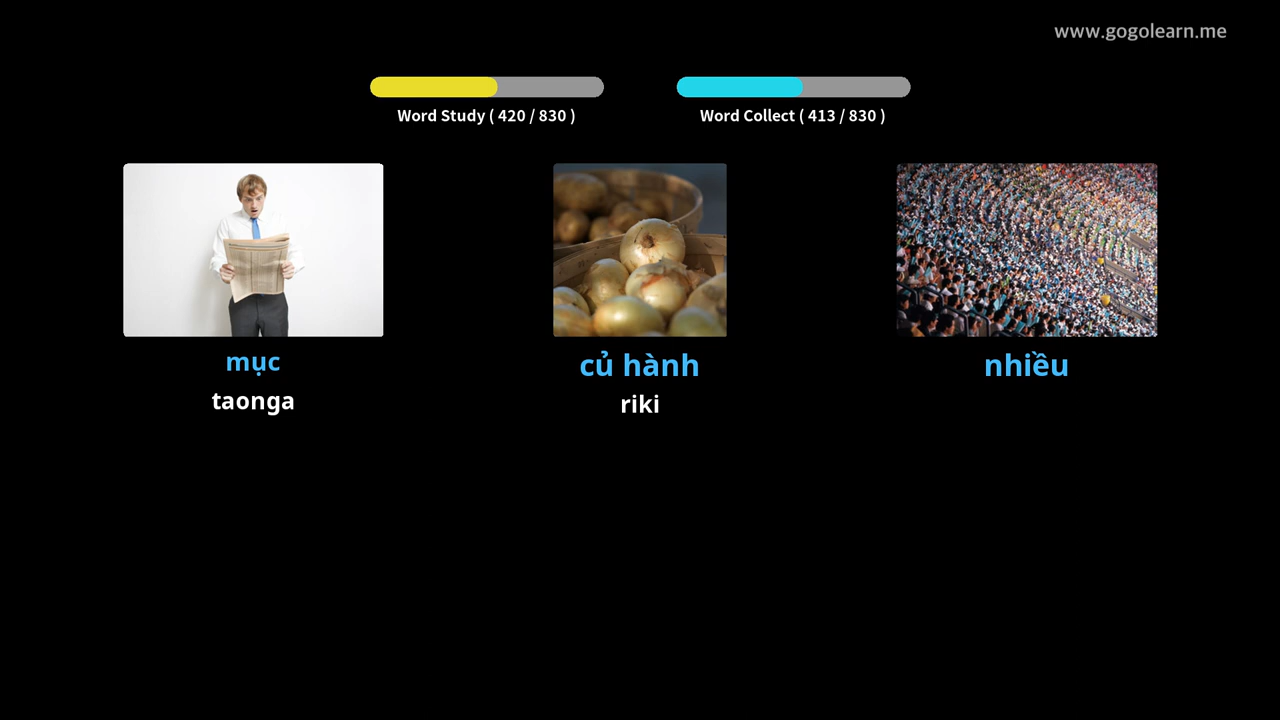 www.gogolearn.me
Word Study ( 420 / 830 )
Word Collect ( 413 / 830 )
mục
củ hành
nhiều
taonga
riki